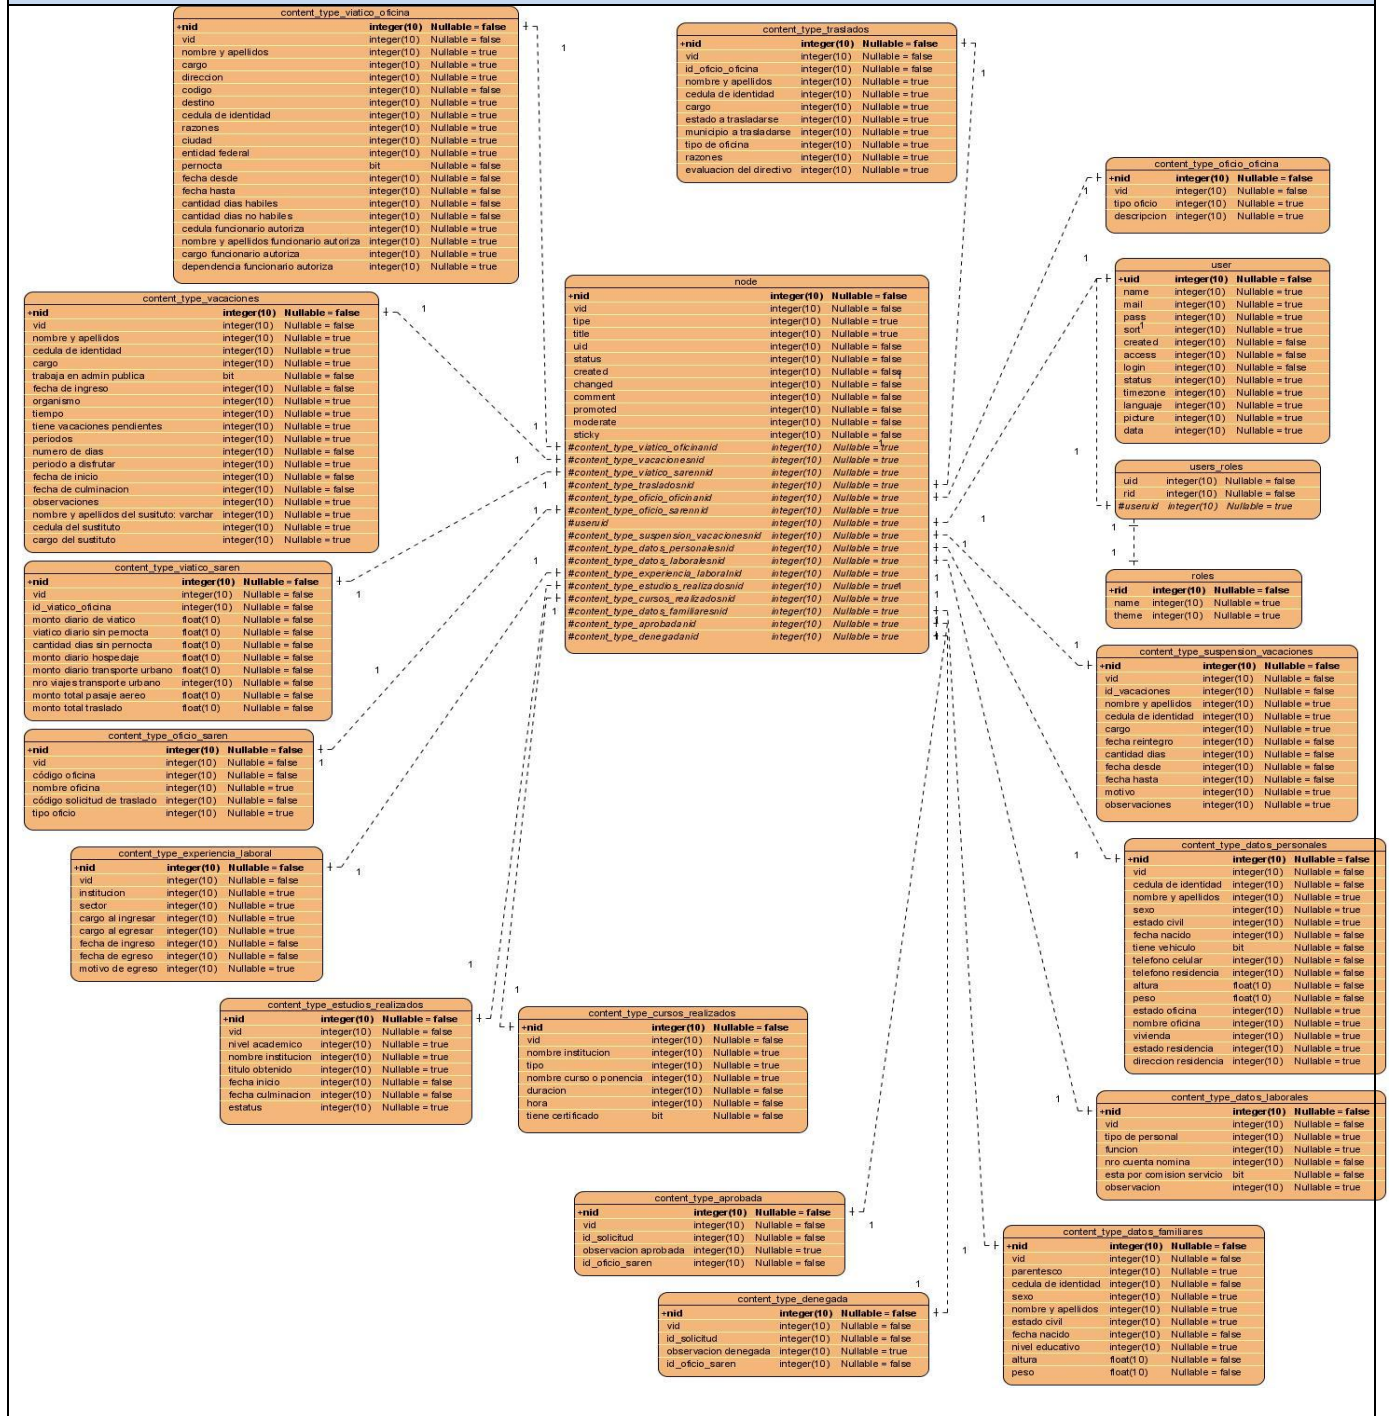 content_type_viatico_oficina
+nid integer(10) Nullable = false
vid integer(10) Nullable = false
nombre y apellidos integer(10) Nullable = true
cargo integer(10) Nullable = true
direccion integer(10) Nullable = true
codigo integer(10) Nullable = false
destino integer(10) Nullable = true
cedula de identidad integer(10) Nullable = true
razones integer(10) Nullable = true
ciudad integer(10) Nullable = true
entidad federal integer(10) Nullable = true
pernocta bit Nullable = false
fecha desde integer(10) Nullable = false
fecha hasta integer(10) Nullable = false
cantidad dias habiles integer(10) Nullable = false
cantidad dias no habiles integer(10) Nullable = false
cedula funcionario autoriza integer(10) Nullable = true
nombre y apellidos funcionario autoriza integer(10) Nullable = true
cargo funcionario autoriza integer(10) Nullable = true
dependencia funcionario autoriza integer(10) Nullable = true
1
content_type_traslados
+nid integer(10) Nullable = false
vid integer(10) Nullable = false
id_oficio_oficina integer(10) Nullable = false
nombre y apellidos integer(10) Nullable = true
cedula de identidad integer(10) Nullable = true
cargo integer(10) Nullable = true
estado a trasladarse integer(10) Nullable = true
municipio a trasladarse integer(10) Nullable = true
tipo de oficina integer(10) Nullable = true
razones integer(10) Nullable = true
evaluacion del directivo integer(10) Nullable = true
1
content_type_oficio_oficina
+nid integer(10) Nullable = false
vid integer(10) Nullable = false
tipo oficio integer(10) Nullable = true
descripcion integer(10) Nullable = true
1
user
+uid integer(10) Nullable = false
name integer(10) Nullable = true
mail integer(10) Nullable = true
pass integer(10) Nullable = true
sort integer(10) Nullable = true
created integer(10) Nullable = false
access integer(10) Nullable = false
login integer(10) Nullable = false
status integer(10) Nullable = true
timezone integer(10) Nullable = true
languaje integer(10) Nullable = true
picture integer(10) Nullable = true
data integer(10) Nullable = true
1
1
users_roles
uid integer(10) Nullable = false
rid integer(10) Nullable = false
#useruid integer(10) Nullable = true
1
1
1
roles
+rid integer(10) Nullable = false
name integer(10) Nullable = true
theme integer(10) Nullable = true
node
+nid integer(10) Nullable = false
vid integer(10) Nullable = false
tipe integer(10) Nullable = true
title integer(10) Nullable = true
uid integer(10) Nullable = false
status integer(10) Nullable = false
created integer(10) Nullable = false
changed integer(10) Nullable = false
comment integer(10) Nullable = false
promoted integer(10) Nullable = false
moderate integer(10) Nullable = false
sticky integer(10) Nullable = false
#content_type_viatico_oficinanid integer(10) Nullable = true
#content_type_vacacionesnid integer(10) Nullable = true
#content_type_viatico_sarennid integer(10) Nullable = true
#content_type_trasladosnid integer(10) Nullable = true
#content_type_oficio_oficinanid integer(10) Nullable = true
#content_type_oficio_sarennid integer(10) Nullable = true
#useruid integer(10) Nullable = true
#content_type_suspension_vacacionesnid integer(10) Nullable = true
#content_type_datos_personalesnid integer(10) Nullable = true
#content_type_datos_laboralesnid integer(10) Nullable = true
#content_type_experiencia_laboralnid integer(10) Nullable = true
#content_type_estudios_realizadosnid integer(10) Nullable = true
#content_type_cursos_realizadosnid integer(10) Nullable = true
#content_type_datos_familiaresnid integer(10) Nullable = true
#content_type_aprobadanid integer(10) Nullable = true
#content_type_denegadanid integer(10) Nullable = true
content_type_vacaciones
+nid integer(10) Nullable = false
vid integer(10) Nullable = false
nombre y apellidos integer(10) Nullable = true
cedula de identidad integer(10) Nullable = false
cargo integer(10) Nullable = true
trabaja en admin publica bit Nullable = false
fecha de ingreso integer(10) Nullable = false
organismo integer(10) Nullable = true
tiempo integer(10) Nullable = true
tiene vacaciones pendientes integer(10) Nullable = true
periodos integer(10) Nullable = true
numero de dias integer(10) Nullable = false
periodo a disfrutar integer(10) Nullable = true
fecha de inicio integer(10) Nullable = false
fecha de culminacion integer(10) Nullable = false
observaciones integer(10) Nullable = true
nombre y apellidos del susituto: varchar integer(10) Nullable = true
cedula del sustituto integer(10) Nullable = true
cargo del sustituto integer(10) Nullable = true
1
content_type_viatico_saren
+nid integer(10) Nullable = false
vid integer(10) Nullable = false
id_viatico_oficina integer(10) Nullable = false
monto diario de viatico float(10) Nullable = false
viatico diario sin pernocta float(10) Nullable = false
cantidad dias sin pernocta float(10) Nullable = false
monto diario hospedaje float(10) Nullable = false
monto diario transporte urbano float(10) Nullable = false
nro viajes transporte urbano integer(10) Nullable = false
monto total pasaje aereo float(10) Nullable = false
monto total traslado float(10) Nullable = false
1
content_type_oficio_saren
+nid integer(10) Nullable = false
vid integer(10) Nullable = false
código oficina integer(10) Nullable = false
nombre oficina integer(10) Nullable = true
código solicitud de traslado integer(10) Nullable = false
tipo oficio integer(10) Nullable = true
1
content_type_experiencia_laboral
+nid integer(10) Nullable = false
vid integer(10) Nullable = false
institucion integer(10) Nullable = true
sector integer(10) Nullable = true
cargo al ingresar integer(10) Nullable = true
cargo al egresar integer(10) Nullable = true
fecha de ingreso integer(10) Nullable = false
fecha de egreso integer(10) Nullable = false
motivo de egreso integer(10) Nullable = true
1
content_type_estudios_realizados
+nid integer(10) Nullable = false
vid integer(10) Nullable = false
nivel academico integer(10) Nullable = true
nombre institucion integer(10) Nullable = true
titulo obtenido integer(10) Nullable = true
fecha inicio integer(10) Nullable = false
fecha culminacion integer(10) Nullable = false
estatus integer(10) Nullable = true
1
content_type_cursos_realizados
+nid integer(10) Nullable = false
vid integer(10) Nullable = false
nombre institucion integer(10) Nullable = true
tipo integer(10) Nullable = true
nombre curso o ponencia integer(10) Nullable = true
duracion integer(10) Nullable = false
hora integer(10) Nullable = false
tiene certificado bit Nullable = false
1
content_type_suspension_vacaciones
+nid integer(10) Nullable = false
vid integer(10) Nullable = false
id_vacaciones integer(10) Nullable = false
nombre y apellidos integer(10) Nullable = true
cedula de identidad integer(10) Nullable = false
cargo integer(10) Nullable = true
fecha reintegro integer(10) Nullable = false
cantidad dias integer(10) Nullable = false
fecha desde integer(10) Nullable = false
fecha hasta integer(10) Nullable = false
motivo integer(10) Nullable = true
observaciones integer(10) Nullable = true
1
content_type_datos_personales
+nid integer(10) Nullable = false
vid integer(10) Nullable = false
cedula de identidad integer(10) Nullable = false
nombre y apellidos integer(10) Nullable = true
sexo integer(10) Nullable = true
estado civil integer(10) Nullable = true
fecha nacido integer(10) Nullable = false
tiene vehiculo bit Nullable = false
telefono celular integer(10) Nullable = false
telefono residencia integer(10) Nullable = false
altura float(10) Nullable = false
peso float(10) Nullable = false
estado oficina integer(10) Nullable = true
nombre oficina integer(10) Nullable = true
vivienda integer(10) Nullable = true
estado residencia integer(10) Nullable = true
direccion residencia integer(10) Nullable = true
1
content_type_datos_laborales
+nid integer(10) Nullable = false
vid integer(10) Nullable = false
tipo de personal integer(10) Nullable = true
funcion integer(10) Nullable = true
nro cuenta nomina integer(10) Nullable = false
esta por comision servicio bit Nullable = false
observacion integer(10) Nullable = true
1
content_type_aprobada
+nid integer(10) Nullable = false
vid integer(10) Nullable = false
id_solicitud integer(10) Nullable = false
observacion aprobada integer(10) Nullable = true
id_oficio_saren integer(10) Nullable = false
1
content_type_denegada
+nid integer(10) Nullable = false
vid integer(10) Nullable = false
id_solicitud integer(10) Nullable = false
observacion denegada integer(10) Nullable = true
id_oficio_saren integer(10) Nullable = false
1
content_type_datos_familiares
+nid integer(10) Nullable = false
vid integer(10) Nullable = false
parentesco integer(10) Nullable = true
cedula de identidad integer(10) Nullable = false
sexo integer(10) Nullable = true
nombre y apellidos integer(10) Nullable = true
estado civil integer(10) Nullable = true
fecha nacido integer(10) Nullable = false
nivel educativo integer(10) Nullable = true
altura float(10) Nullable = false
peso float(10) Nullable = false
1